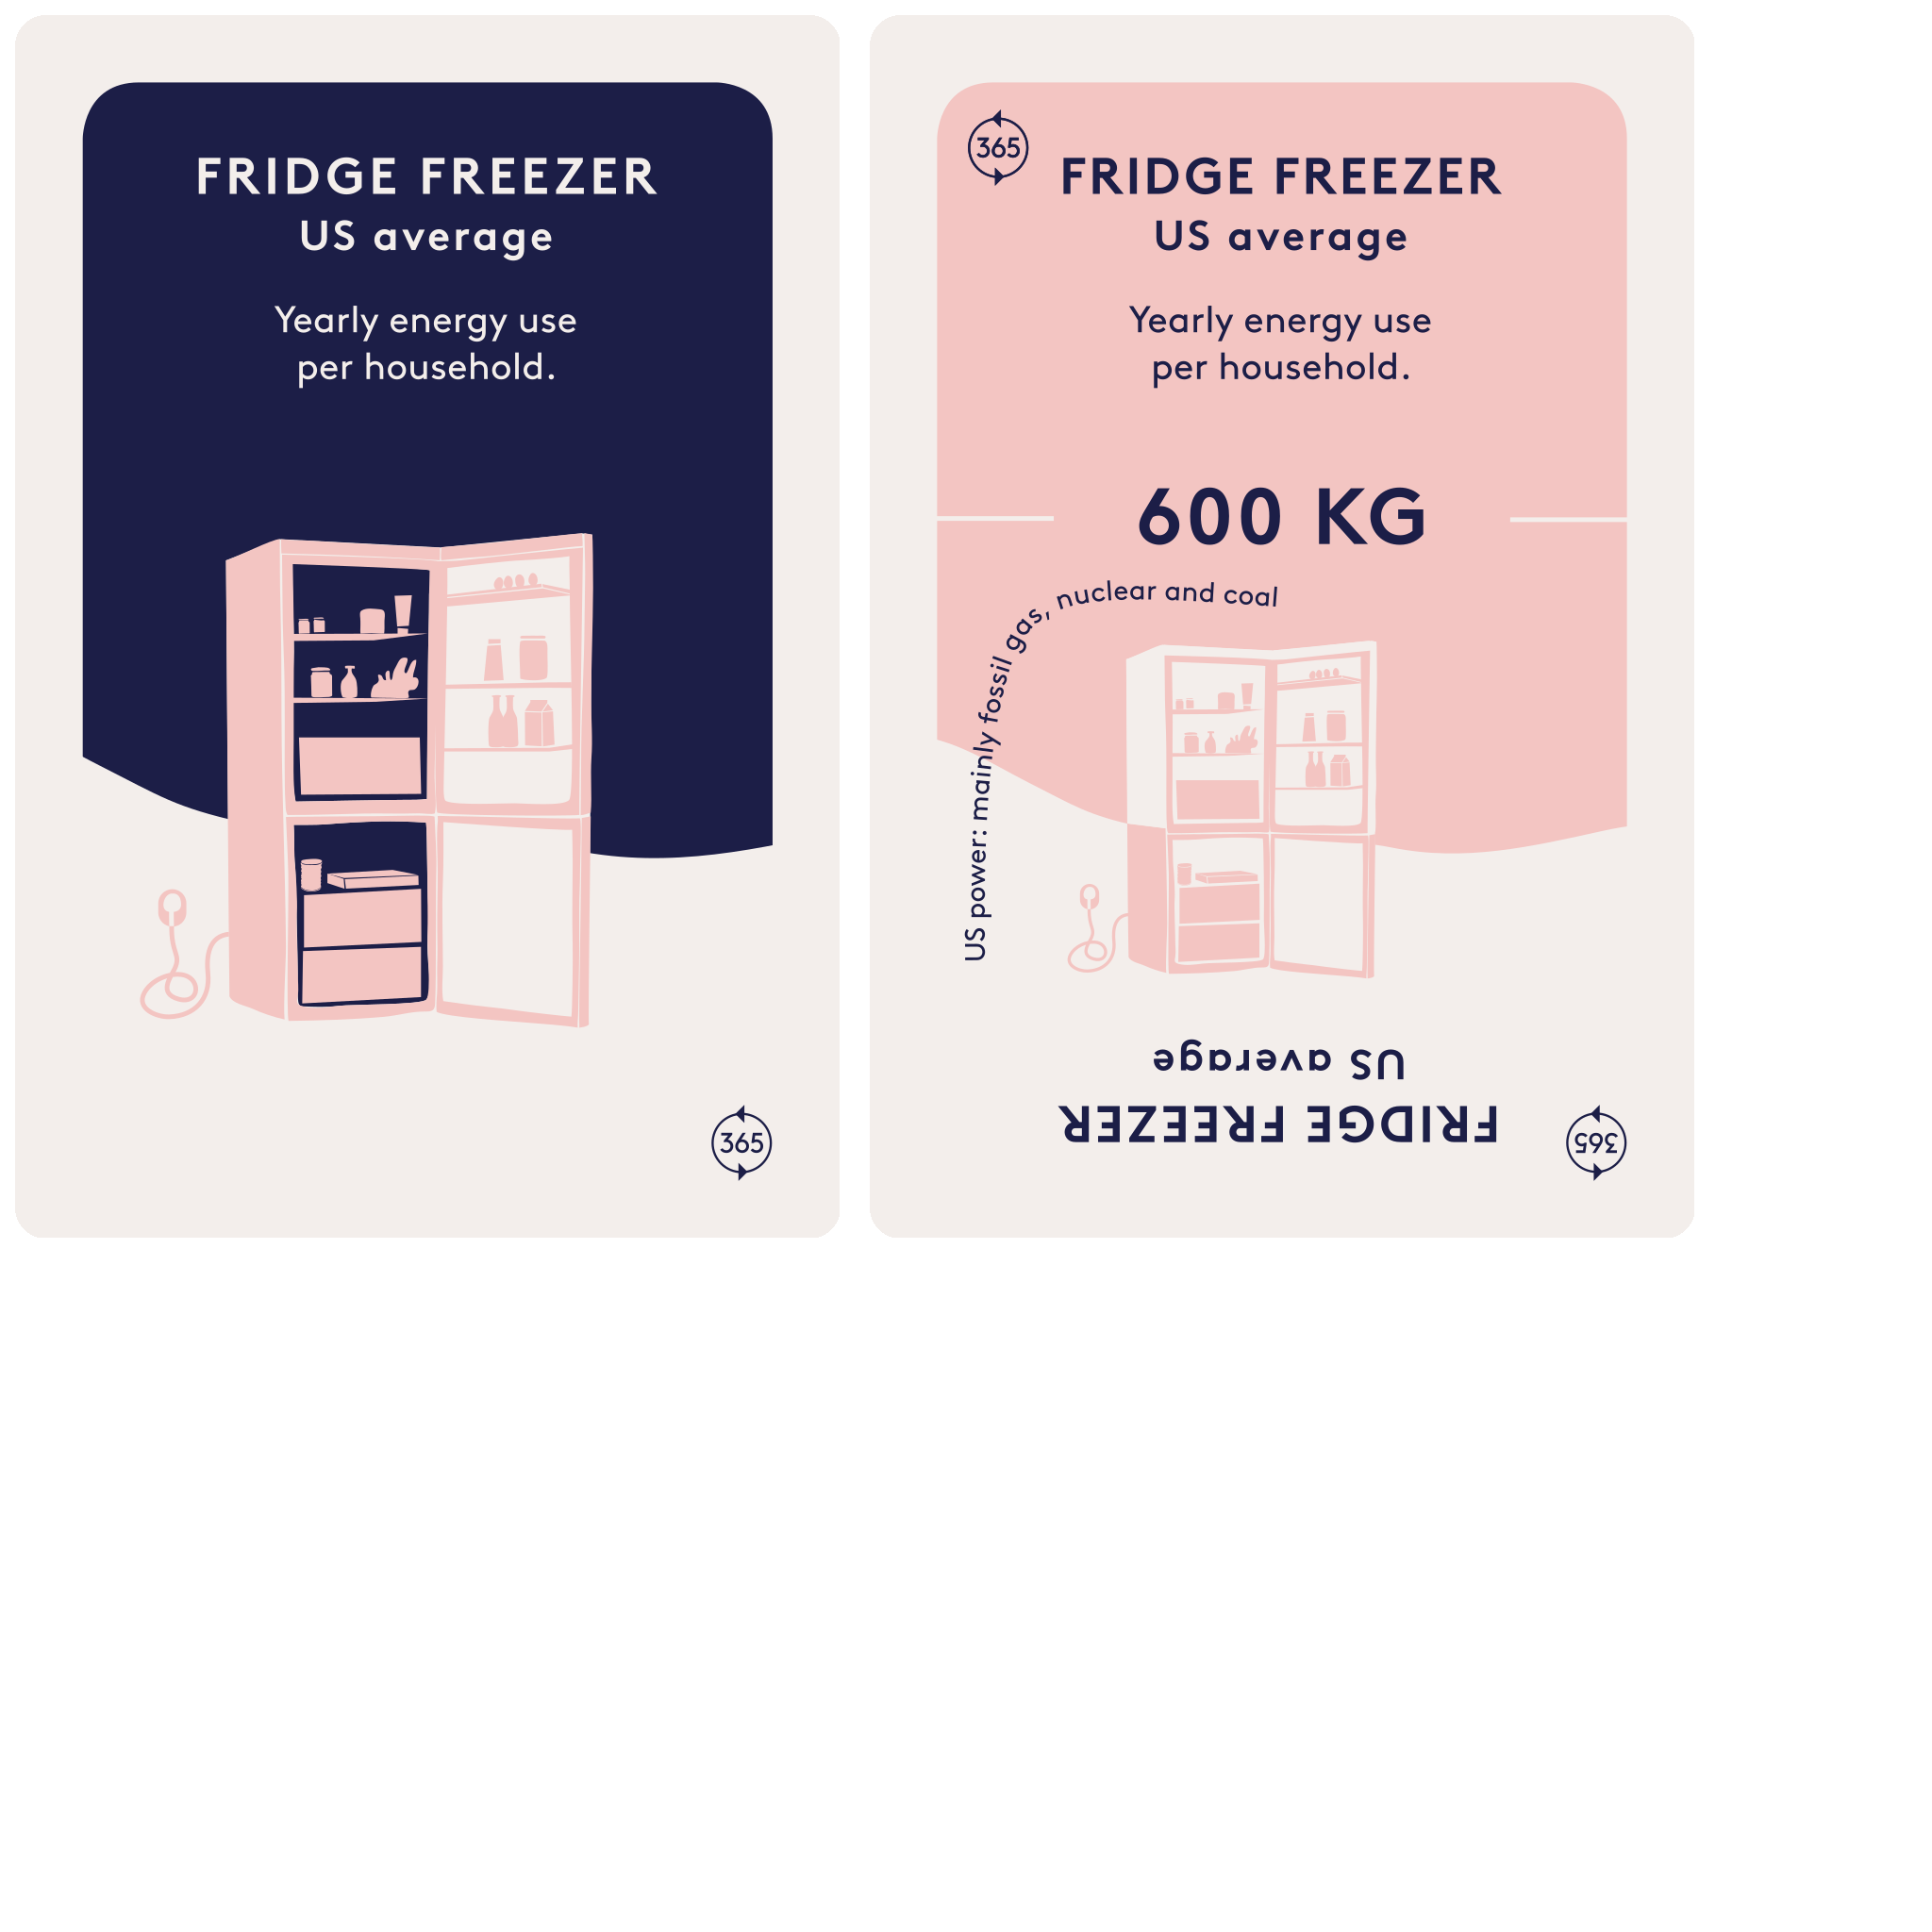 FRIDGE FREEZER
US average
Yearly energy use
per household.
365
365
FRIDGE FREEZER
US average
Yearly energy use
per household.
600 KG
US power: mainly fossil gas, nuclear and coal
US average
FRIDGE FREEZER
365